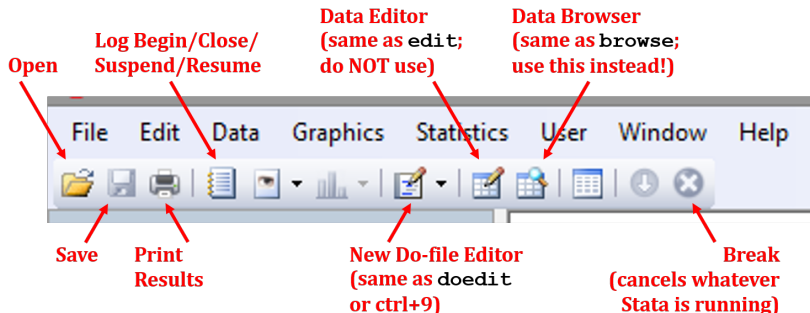 Open
Log Begin/Close/
Suspend/Resume
Data Editor
(same as edit;
do NOT use)
Data Browser
(same as browse;
use this instead!)
File Edit Data Graphics Statistics User Window Help
Save
Print
Results
New Do-file Editor
(same as doedit
or ctrl+9)
Break
(cancels whatever
Stata is running)